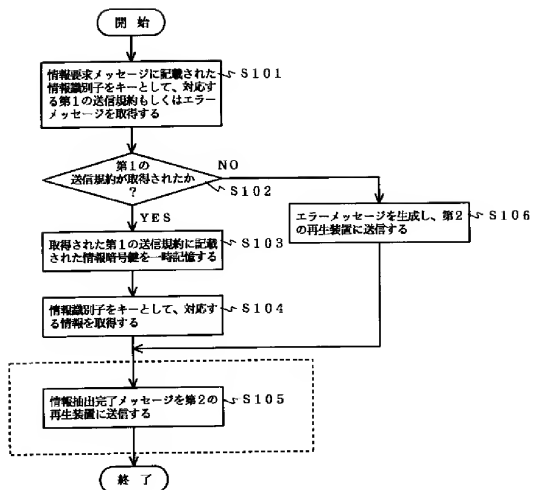 開 始
情報要求メッセージに記載された
情報識別子をキーとして、対応す
る第1の送信規約もしくはエラー
メッセージを取得する
S101
第1の
送信規約が取得されたか
?
S102
NO
YES
エラーメッセージを生成し、第2
の再生装置に送信する
S106
取得された第1の送信規約に記載
された情報暗号鍵を一時記憶する
S103
情報識別子をキーとして、対応す
る情報を取得する
S104
情報抽出完了メッセージを第2の
再生装置に送信する
S105
終 了